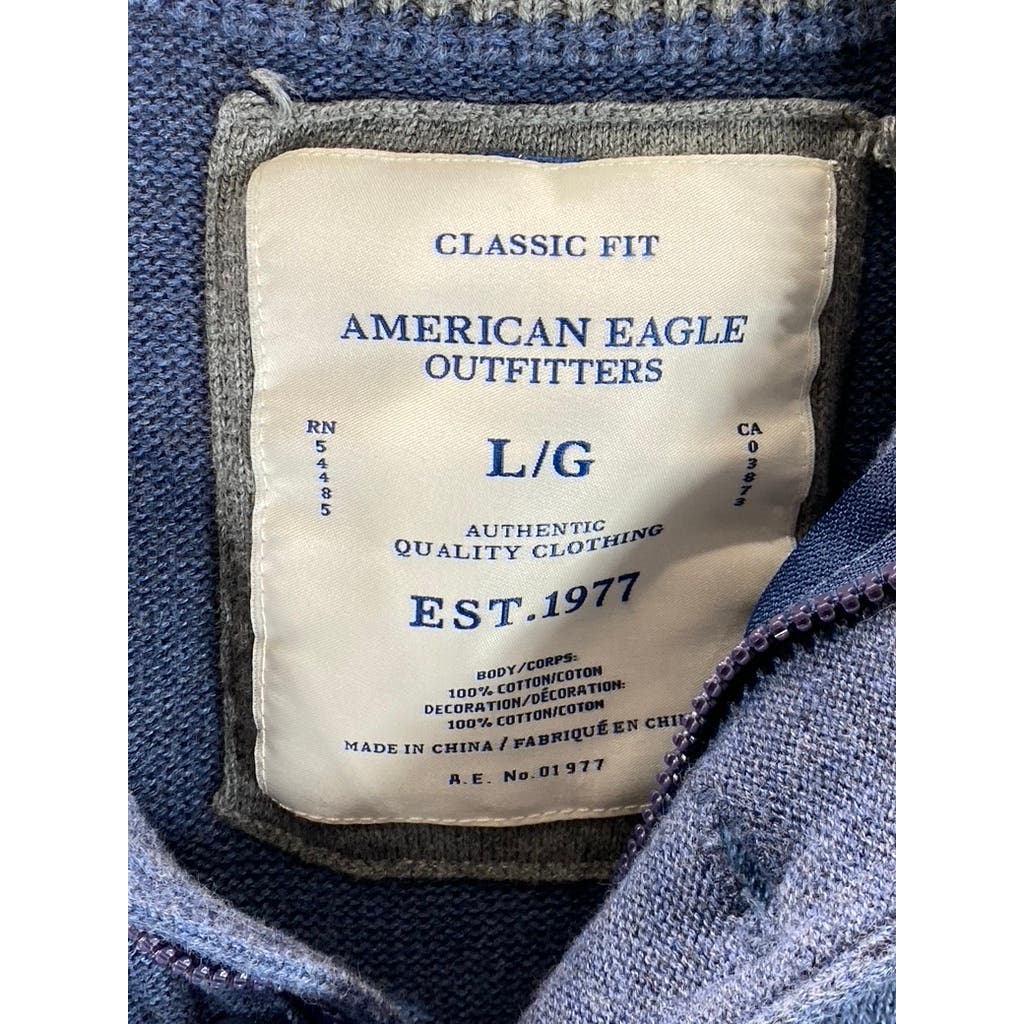 CLASSIC FIT
AMERICAN EAGLE
OUTFITTERS
RN
54485
CA
03873
L/G
AUTHENTIC
QUALITY CLOTHING
EST.1977
BODY/CORPS:
100% COTTON/COTON
DECORATION/DÉCORATION:
100% COTTON/COTON
MADE IN CHINA / FABRIQUÉ EN
A.E. No.01977